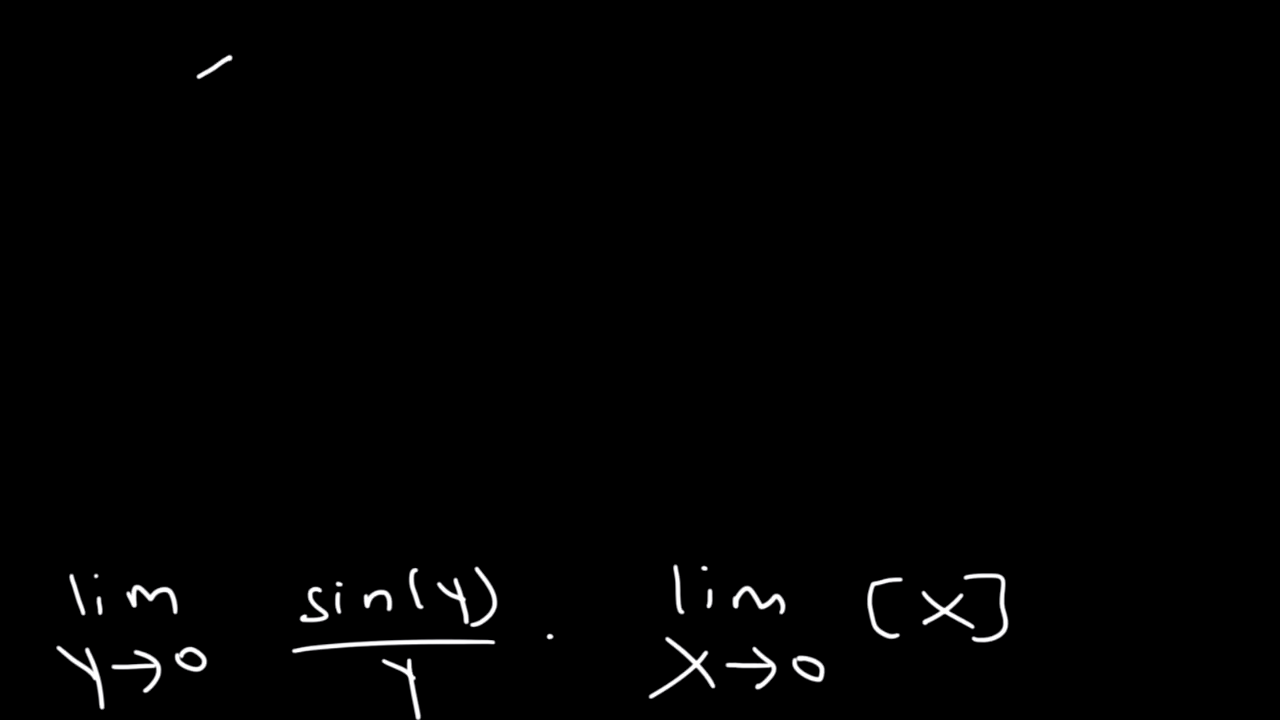 lim sin(y) · lim [x]
y→0 y x→0